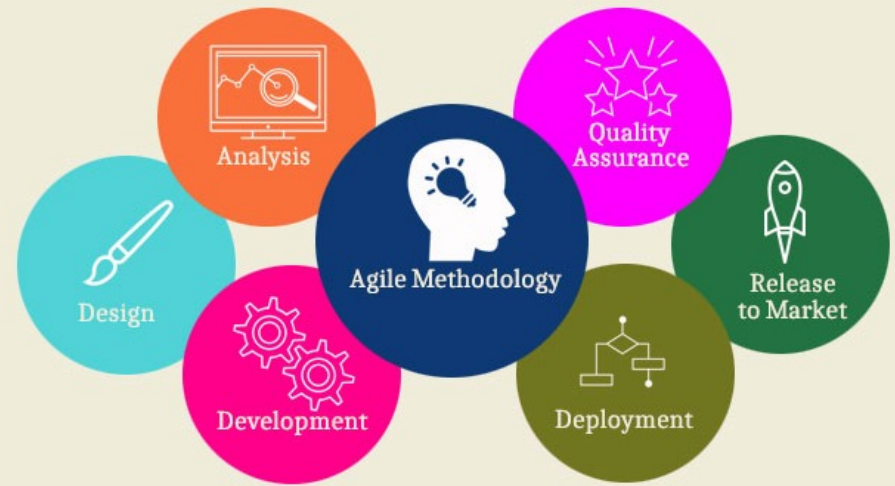 Analysis
Quality
Assurance
Agile Methodology
Design
Release
to Market
Development
Deployment